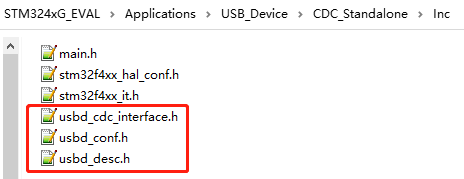 STM324xG_EVAL > Applications > USB_Device > CDC_Standalone > Inc
main.h
stm32f4xx_hal_conf.h
stm32f4xx_it.h
usbd_cdc_interface.h
usbd_conf.h
usbd_desc.h